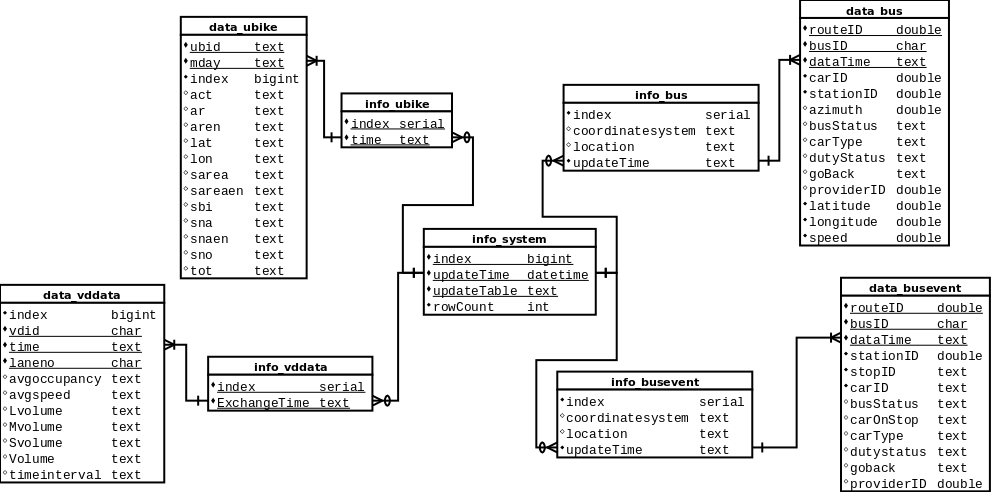 data_ubike
ubid text
mday text
index bigint
act text
ar text
aren text
lat text
lon text
sarea text
sareaen text
sbi text
sna text
snaen text
sno text
tot text
info_ubike
index serial
time text
info_bus
index serial
coordinatesystem text
location text
updateTime text
data_bus
routeID double
busID char
dataTime text
carID double
stationID double
azimuth double
busStatus text
carType text
dutyStatus text
goBack text
providerID double
latitude double
longitude double
speed double
info_system
index bigint
updateTime datetime
updateTable text
rowCount int
data_vddata
index bigint
vdid char
time text
laneno char
avgoccupancy text
avgspeed text
Lvolume text
Mvolume text
Svolume text
Volume text
timeinterval text
info_vddata
index serial
ExchangeTime text
info_busevent
index serial
coordinatesystem text
location text
updateTime text
data_busevent
routeID double
busID char
dataTime text
stationID double
stopID text
carID text
busStatus text
carOnStop text
carType text
dutystatus text
goback text
providerID double